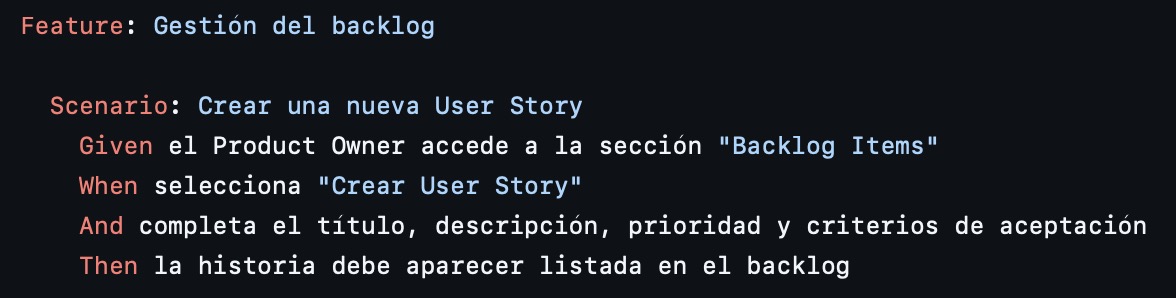 Feature: Gestión del backlog
Scenario: Crear una nueva User Story
Given el Product Owner accede a la sección "Backlog Items"
When selecciona "Crear User Story"
And completa el título, descripción, prioridad y criterios de aceptación
Then la historia debe aparecer listada en el backlog